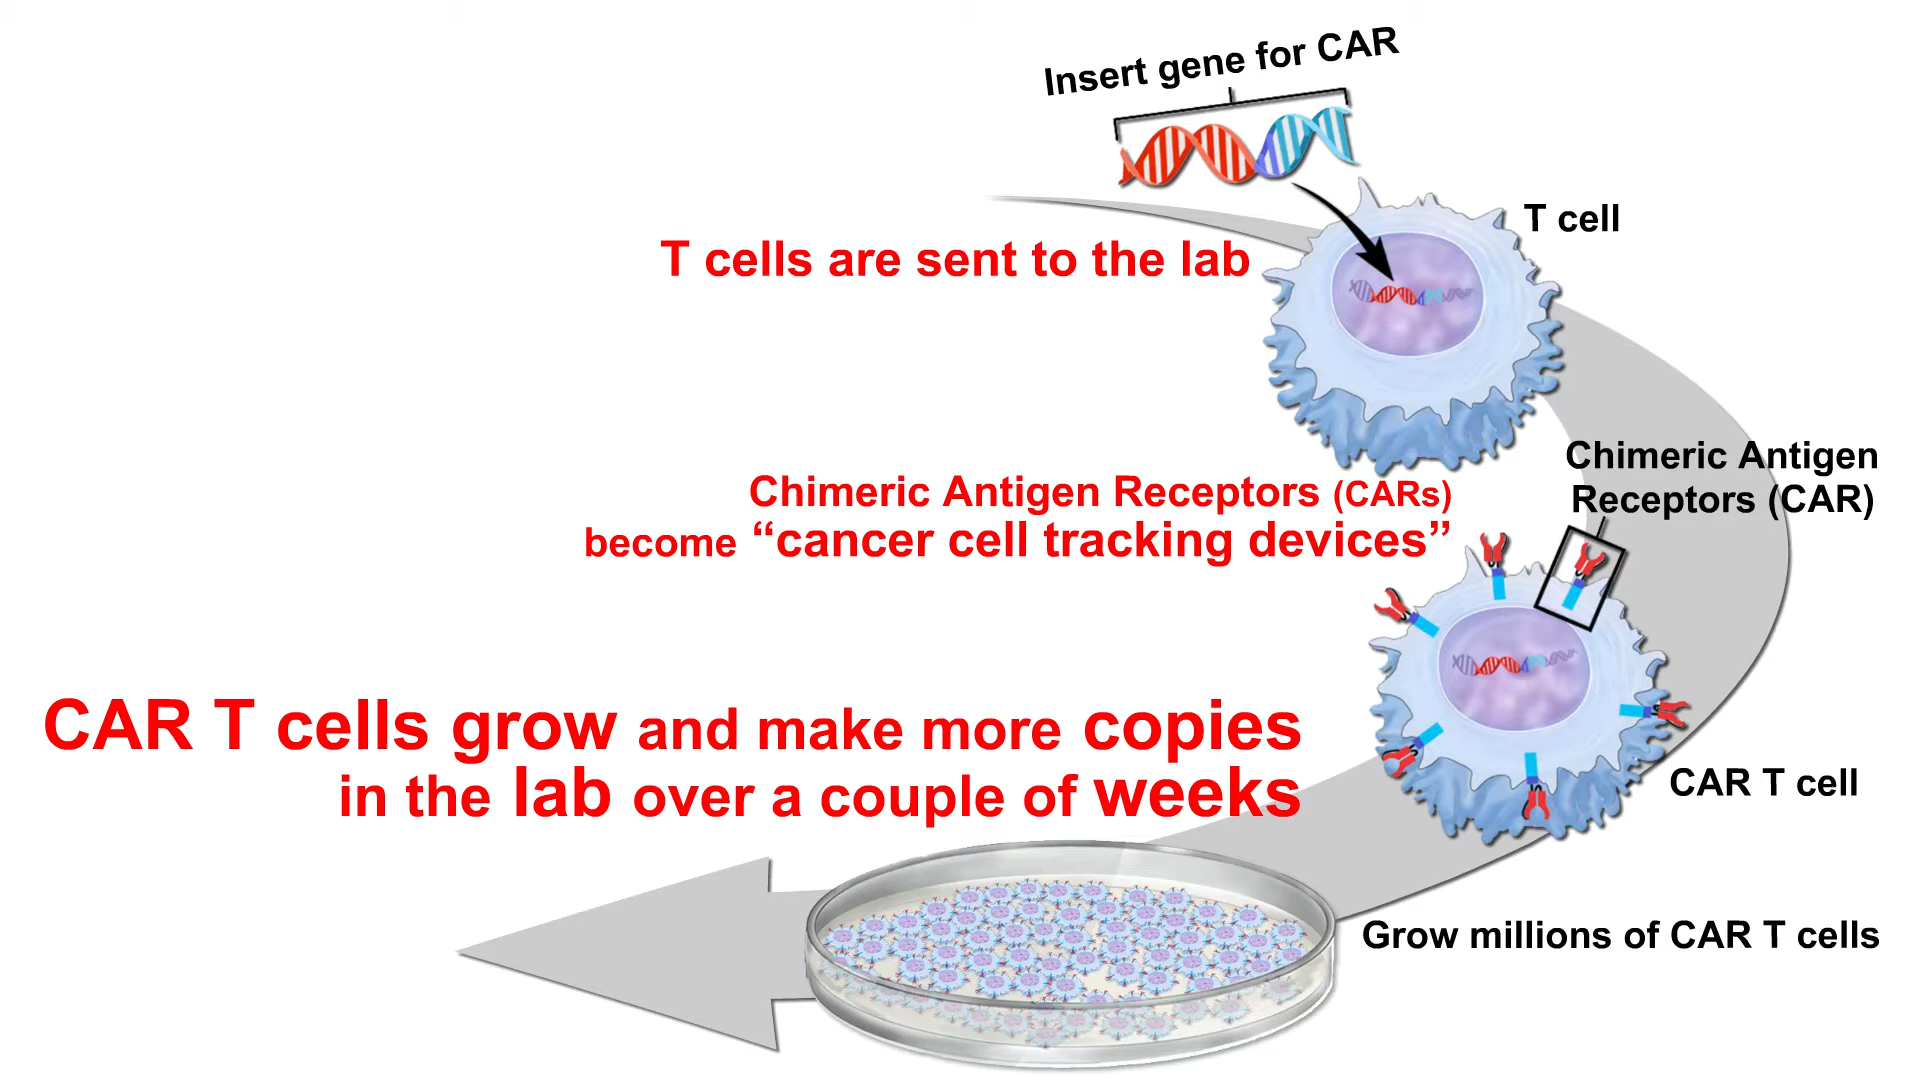 Insert gene for CAR
T cell
T cells are sent to the lab
Chimeric Antigen
Receptors (CAR)
Chimeric Antigen Receptors (CARs)
become “cancer cell tracking devices”
CAR T cells grow and make more copies
in the lab over a couple of weeks
CAR T cell
Grow millions of CAR T cells